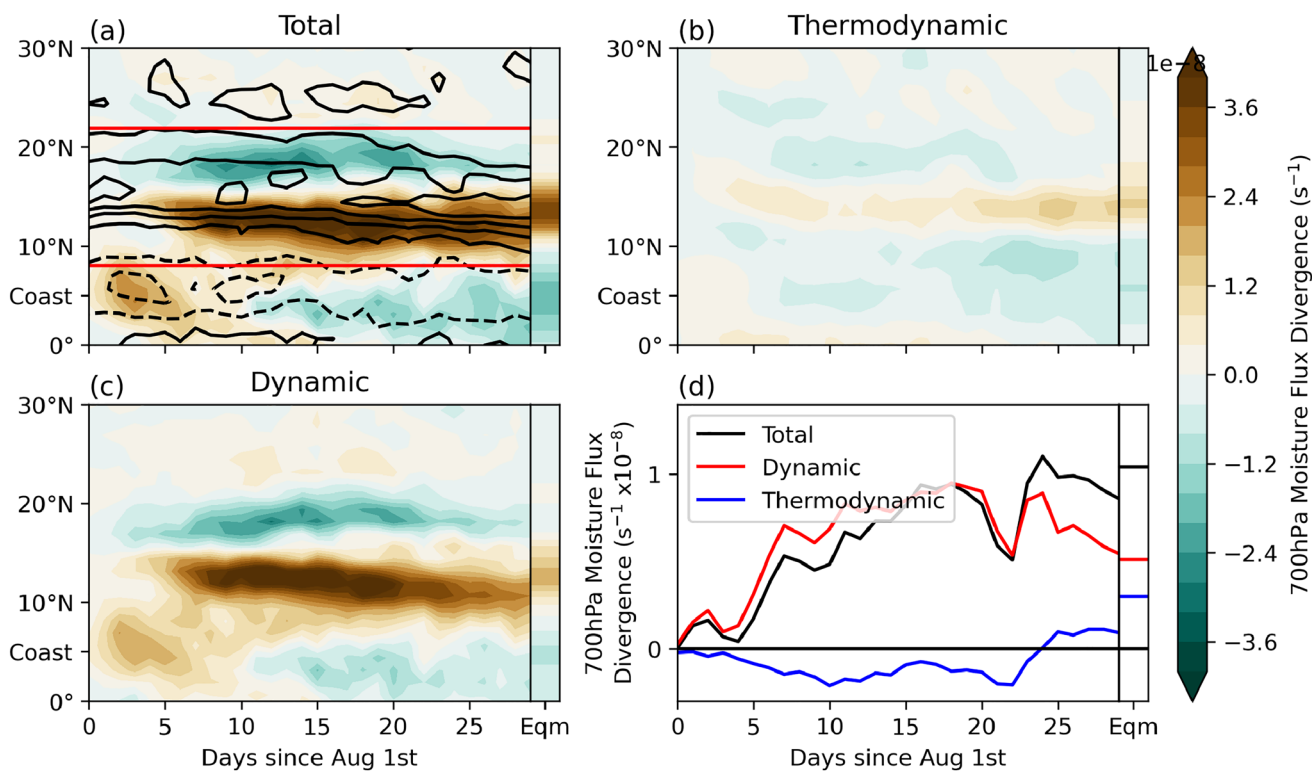 (a) Total
30°N
20°N
10°N
Coast
0°
(b) Thermodynamic
30°N
20°N
10°N
Coast
0°
1e−8
3.6
2.4
1.2
0.0
−1.2
−2.4
−3.6
700hPa Moisture Flux Divergence (s⁻¹)
(c) Dynamic
30°N
20°N
10°N
Coast
0°
0 5 10 15 20 25 Eqm
Days since Aug 1st
(d)
700hPa Moisture Flux
Divergence (s⁻¹ x10⁻⁸)
1
0
Total
Dynamic
Thermodynamic
0 5 10 15 20 25 Eqm
Days since Aug 1st